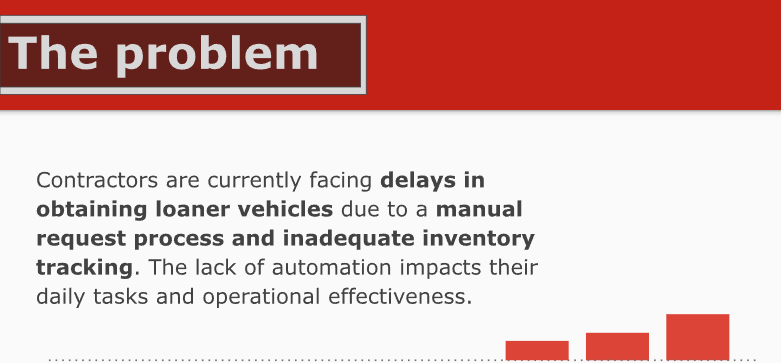 The problem
Contractors are currently facing delays in
obtaining loaner vehicles due to a manual
request process and inadequate inventory
tracking. The lack of automation impacts their
daily tasks and operational effectiveness.